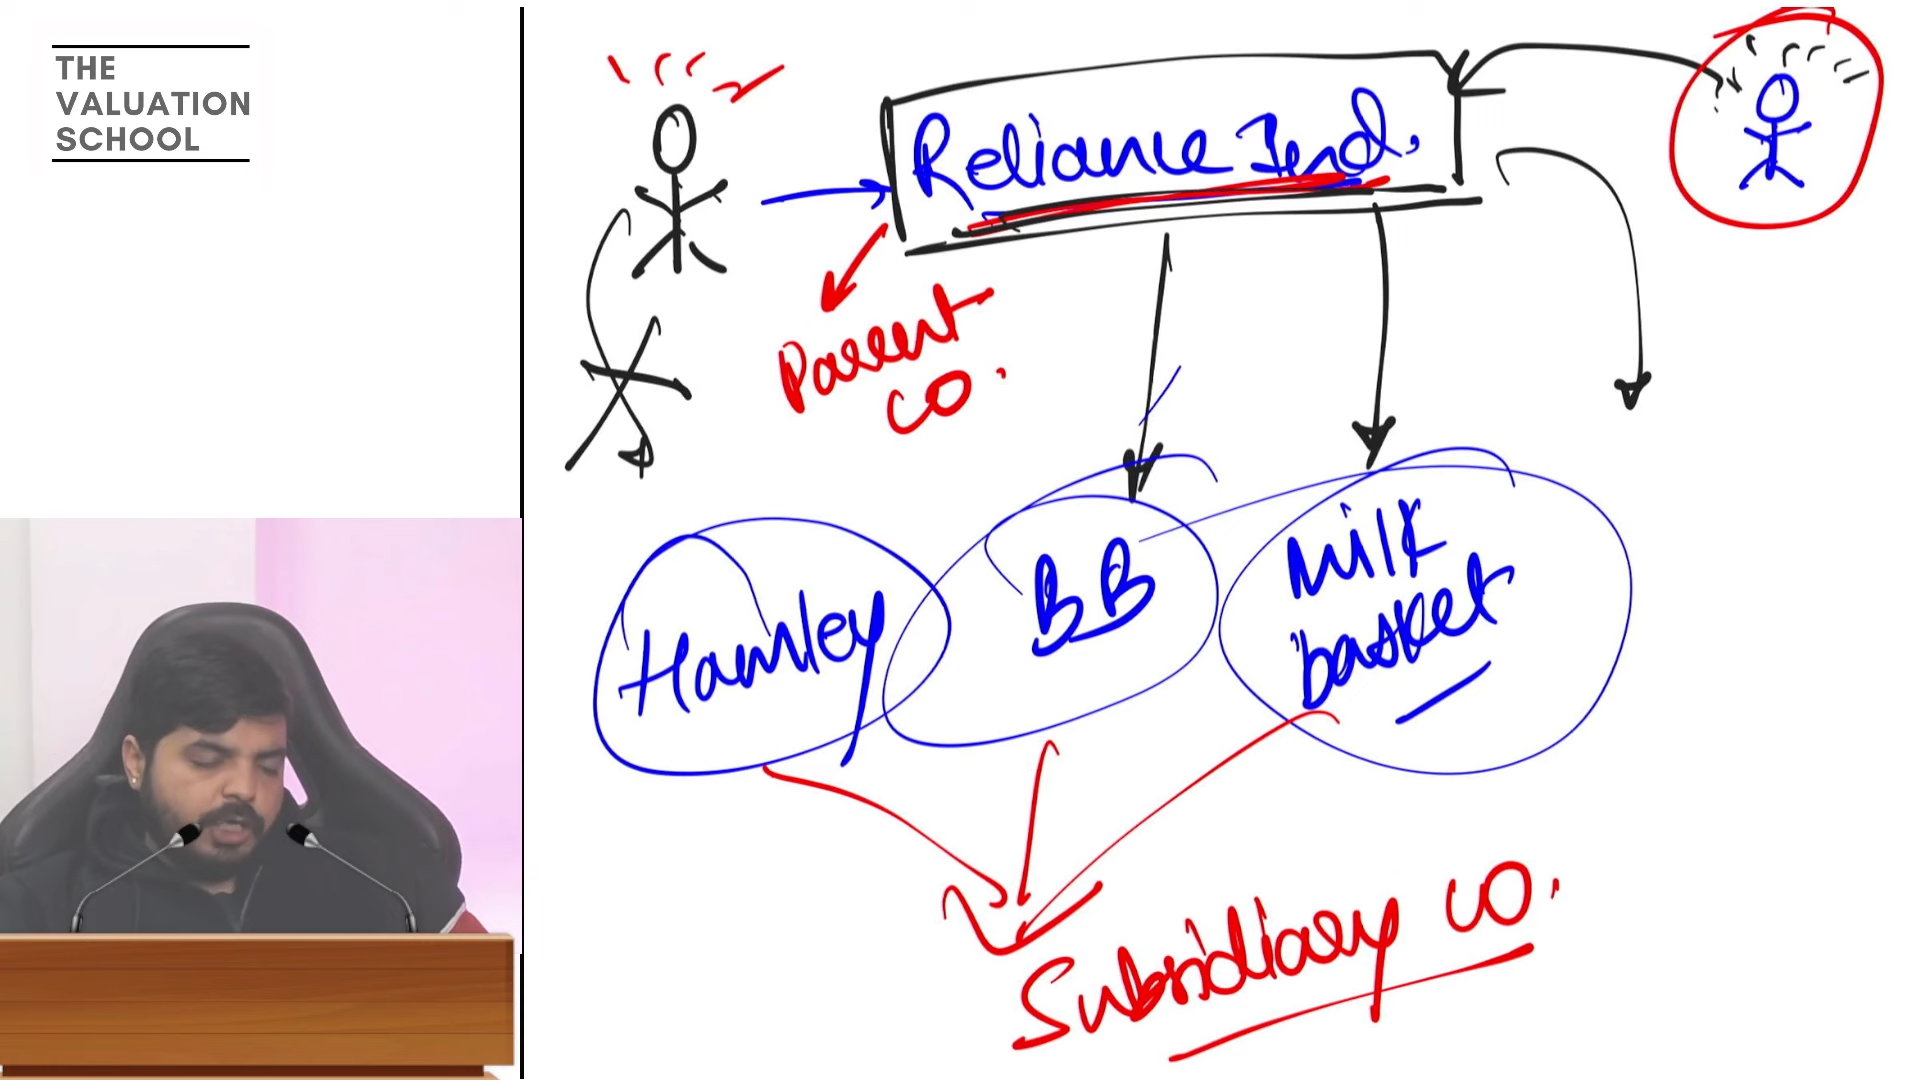 THE
VALUATION
SCHOOL
Reliance Ind.
Parent
CO.
Hamley
BB
Milk
basket
Subsidiary CO.